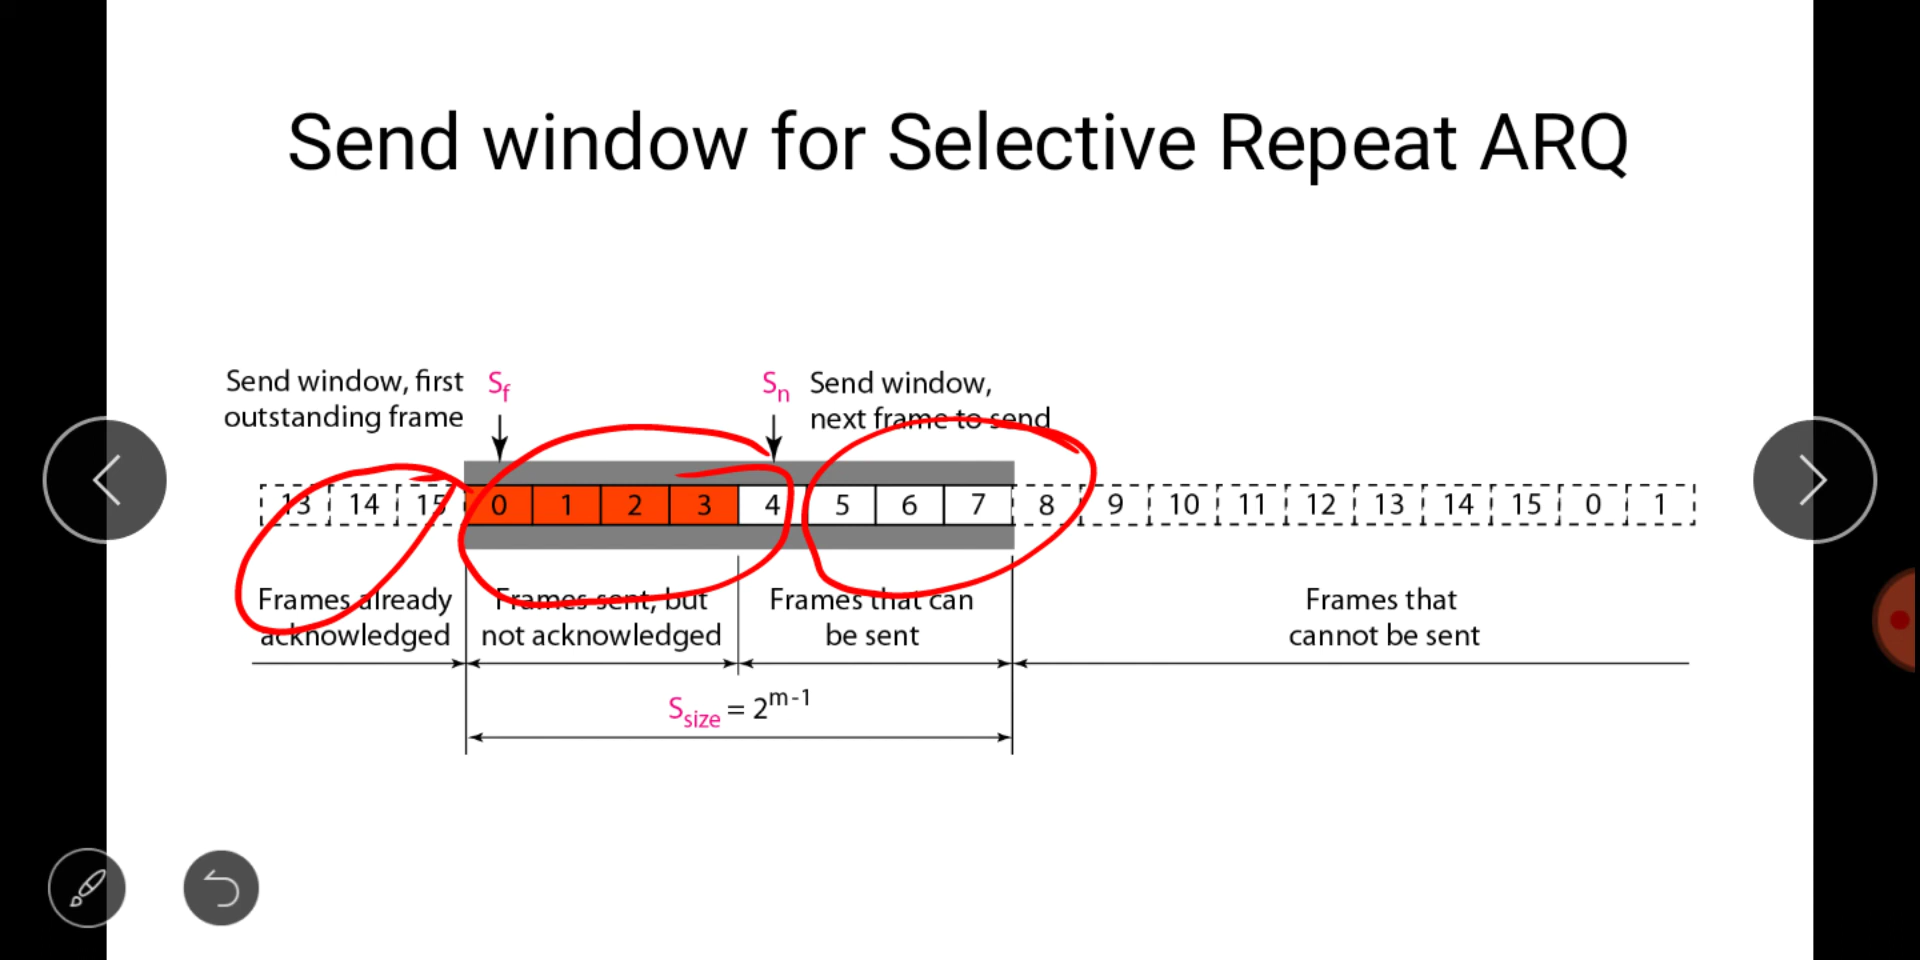 Send window for Selective Repeat ARQ
Send window, first
outstanding frame
Sf
Sn
Send window,
next frame to send
13 14 15 0 1 2 3 4 5 6 7 8 9 10 11 12 13 14 15 0 1
Frames already
acknowledged
Frames sent, but
not acknowledged
Frames that can
be sent
Frames that
cannot be sent
Ssize = 2^m-1